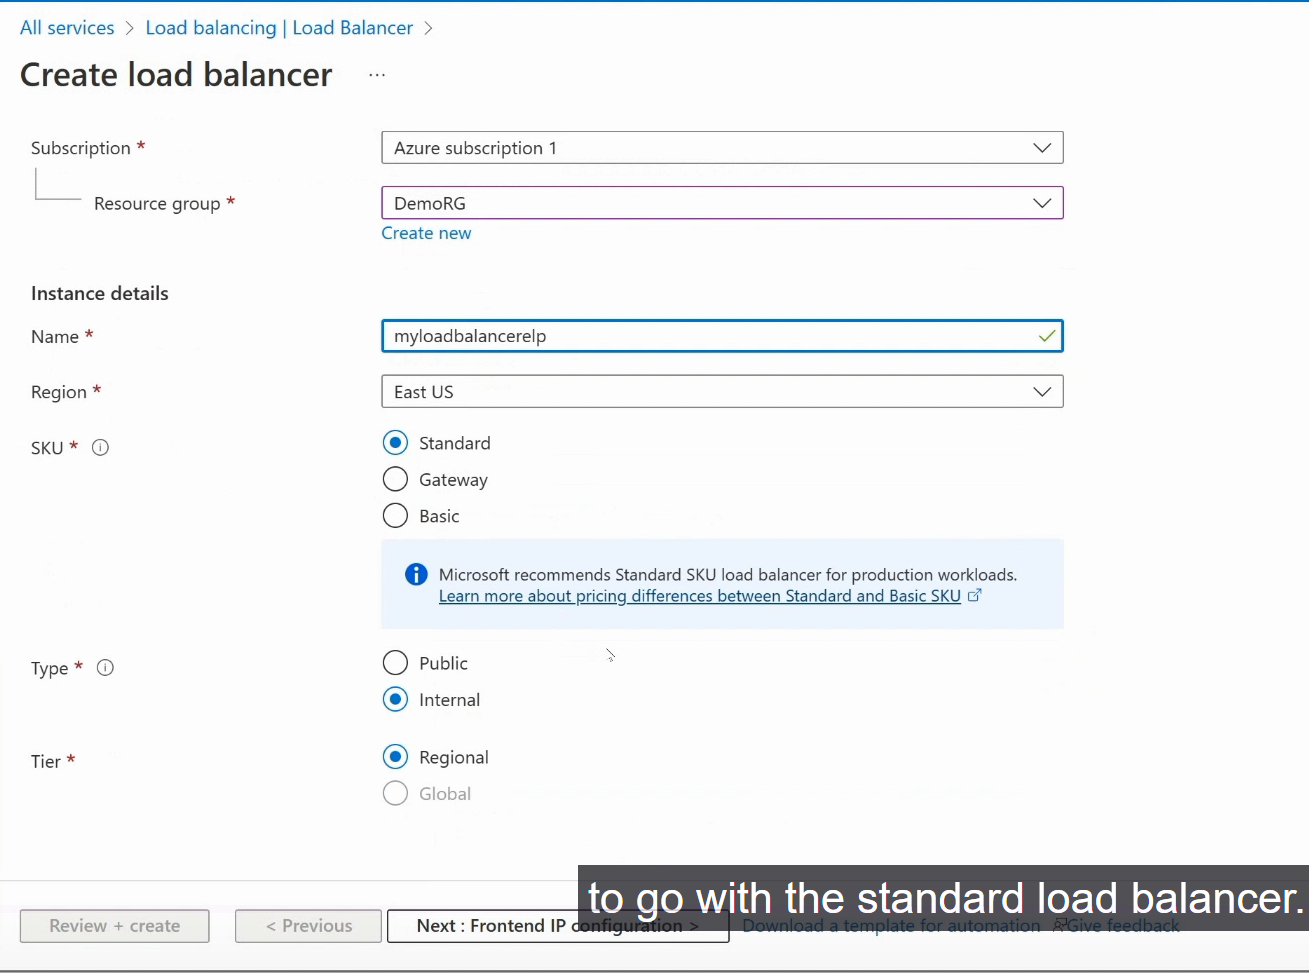 All services > Load balancing | Load Balancer >
Create load balancer ...
Subscription *
Azure subscription 1
Resource group *
DemoRG
Create new
Instance details
Name *
myloadbalancerelp
Region *
East US
SKU *
Standard
Gateway
Basic
Microsoft recommends Standard SKU load balancer for production workloads.
Learn more about pricing differences between Standard and Basic SKU
Type *
Public
Internal
Tier *
Regional
Global
to go with the standard load balancer.
Review + create
< Previous
Next : Frontend IP configuration >
Download a template for automation
Give feedback